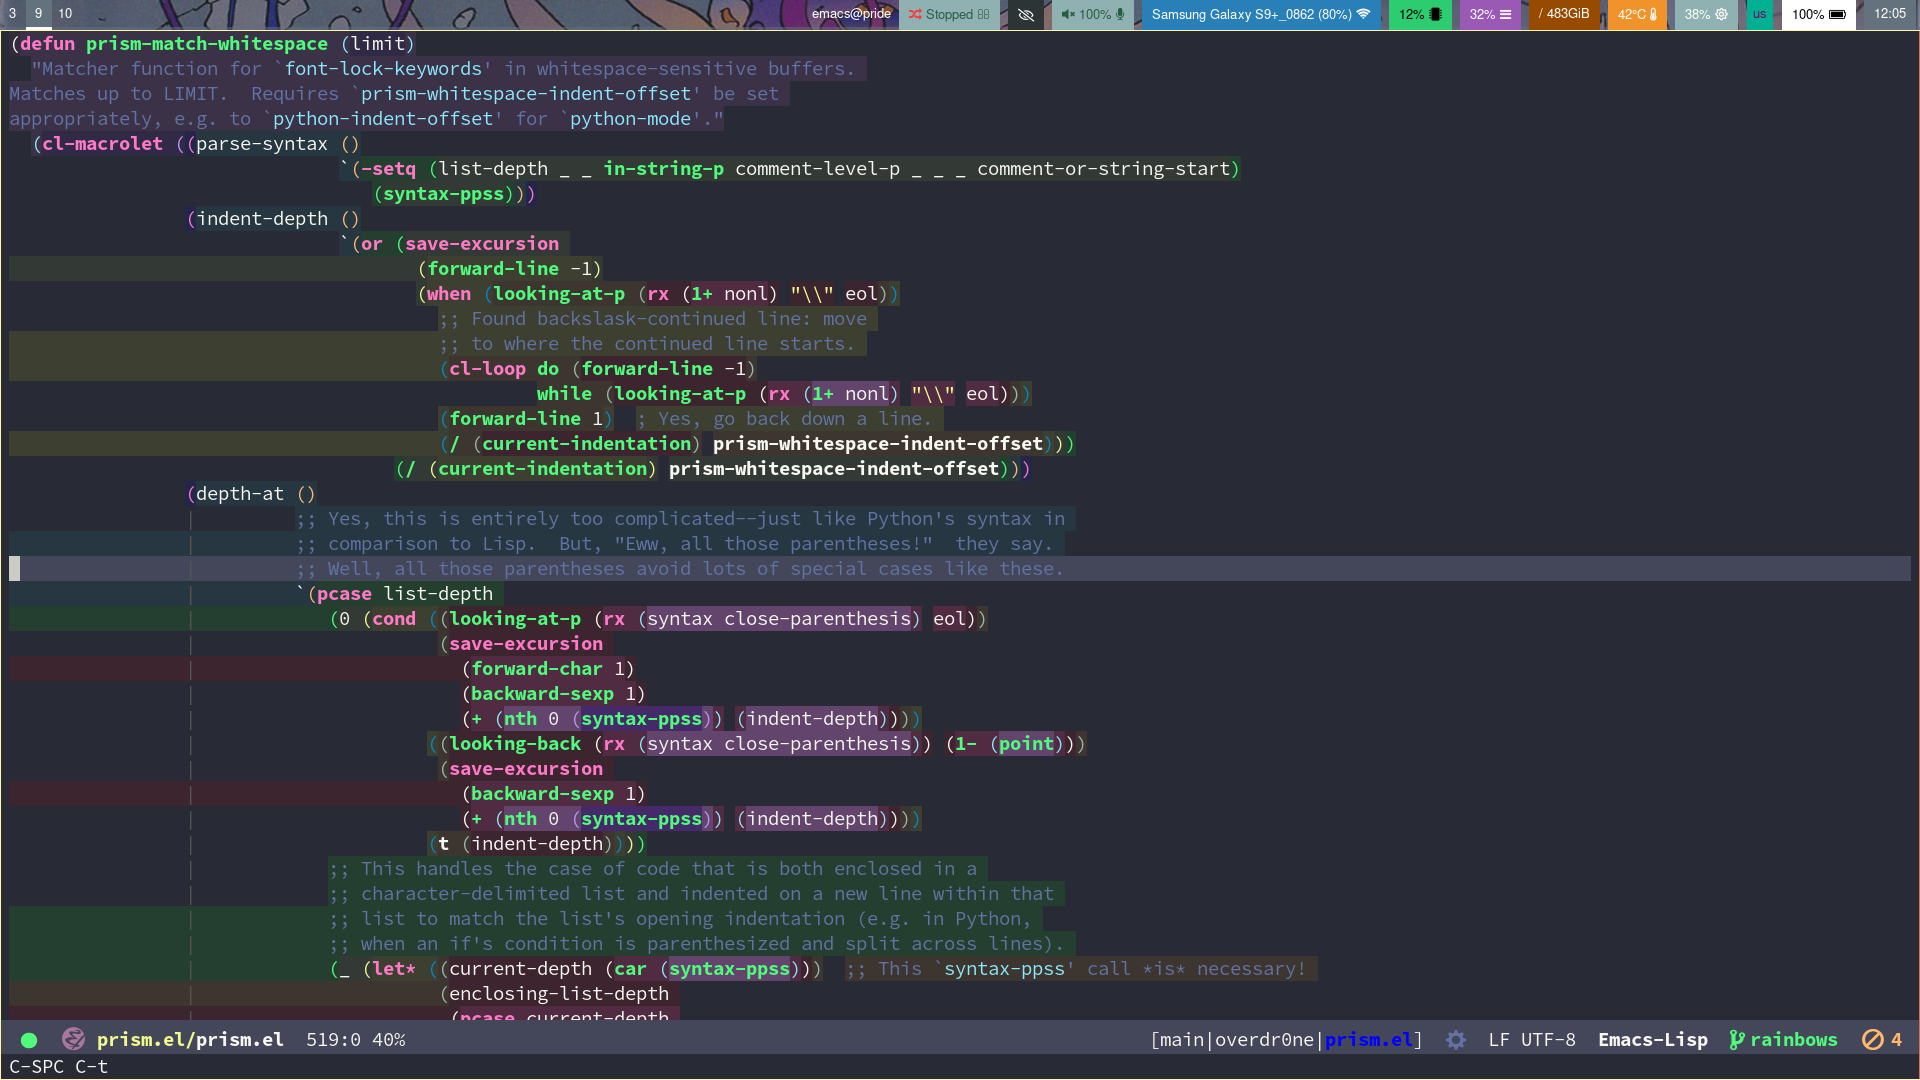 3 9 10 emacs@pride Stopped 100% Samsung Galaxy S9+_0862 (80%) 12% 32% / 483GiB 42°C 38% us 100% 12:05
(defun prism-match-whitespace (limit)
  "Matcher function for `font-lock-keywords' in whitespace-sensitive buffers.
Matches up to LIMIT.  Requires `prism-whitespace-indent-offset' be set
appropriately, e.g. to `python-indent-offset' for `python-mode'."
  (cl-macrolet ((parse-syntax ()
                              `(-setq (list-depth _ _ in-string-p comment-level-p _ _ _ comment-or-string-start)
                                 (syntax-ppss)))
                (indent-depth ()
                              `(or (save-excursion
                                     (forward-line -1)
                                     (when (looking-at-p (rx (1+ nonl) "\\" eol))
                                       ;; Found backslask-continued line: move
                                       ;; to where the continued line starts.
                                       (cl-loop do (forward-line -1)
                                                while (looking-at-p (rx (1+ nonl) "\\" eol)))
                                       (forward-line 1)  ; Yes, go back down a line.
                                       (/ (current-indentation) prism-whitespace-indent-offset)))
                                   (/ (current-indentation) prism-whitespace-indent-offset)))
                (depth-at ()
                          ;; Yes, this is entirely too complicated--just like Python's syntax in
                          ;; comparison to Lisp.  But, "Eww, all those parentheses!"  they say.
                          ;; Well, all those parentheses avoid lots of special cases like these.
                          `(pcase list-depth
                             (0 (cond ((looking-at-p (rx (syntax close-parenthesis) eol))
                                       (save-excursion
                                         (forward-char 1)
                                         (backward-sexp 1)
                                         (+ (nth 0 (syntax-ppss)) (indent-depth))))
                                      ((looking-back (rx (syntax close-parenthesis)) (1- (point)))
                                       (save-excursion
                                         (backward-sexp 1)
                                         (+ (nth 0 (syntax-ppss)) (indent-depth))))
                                      (t (indent-depth))))
                             ;; This handles the case of code that is both enclosed in a
                             ;; character-delimited list and indented on a new line within that
                             ;; list to match the list's opening indentation (e.g. in Python,
                             ;; when an if's condition is parenthesized and split across lines).
                             (_ (let* ((current-depth (car (syntax-ppss)))  ;; This `syntax-ppss' call *is* necessary!
                                       (enclosing-list-depth
                                        (pcase current-depth
prism.el/prism.el 519:0 40% [main|overdr0ne|prism.el] LF UTF-8 Emacs-Lisp rainbows 4
C-SPC C-t